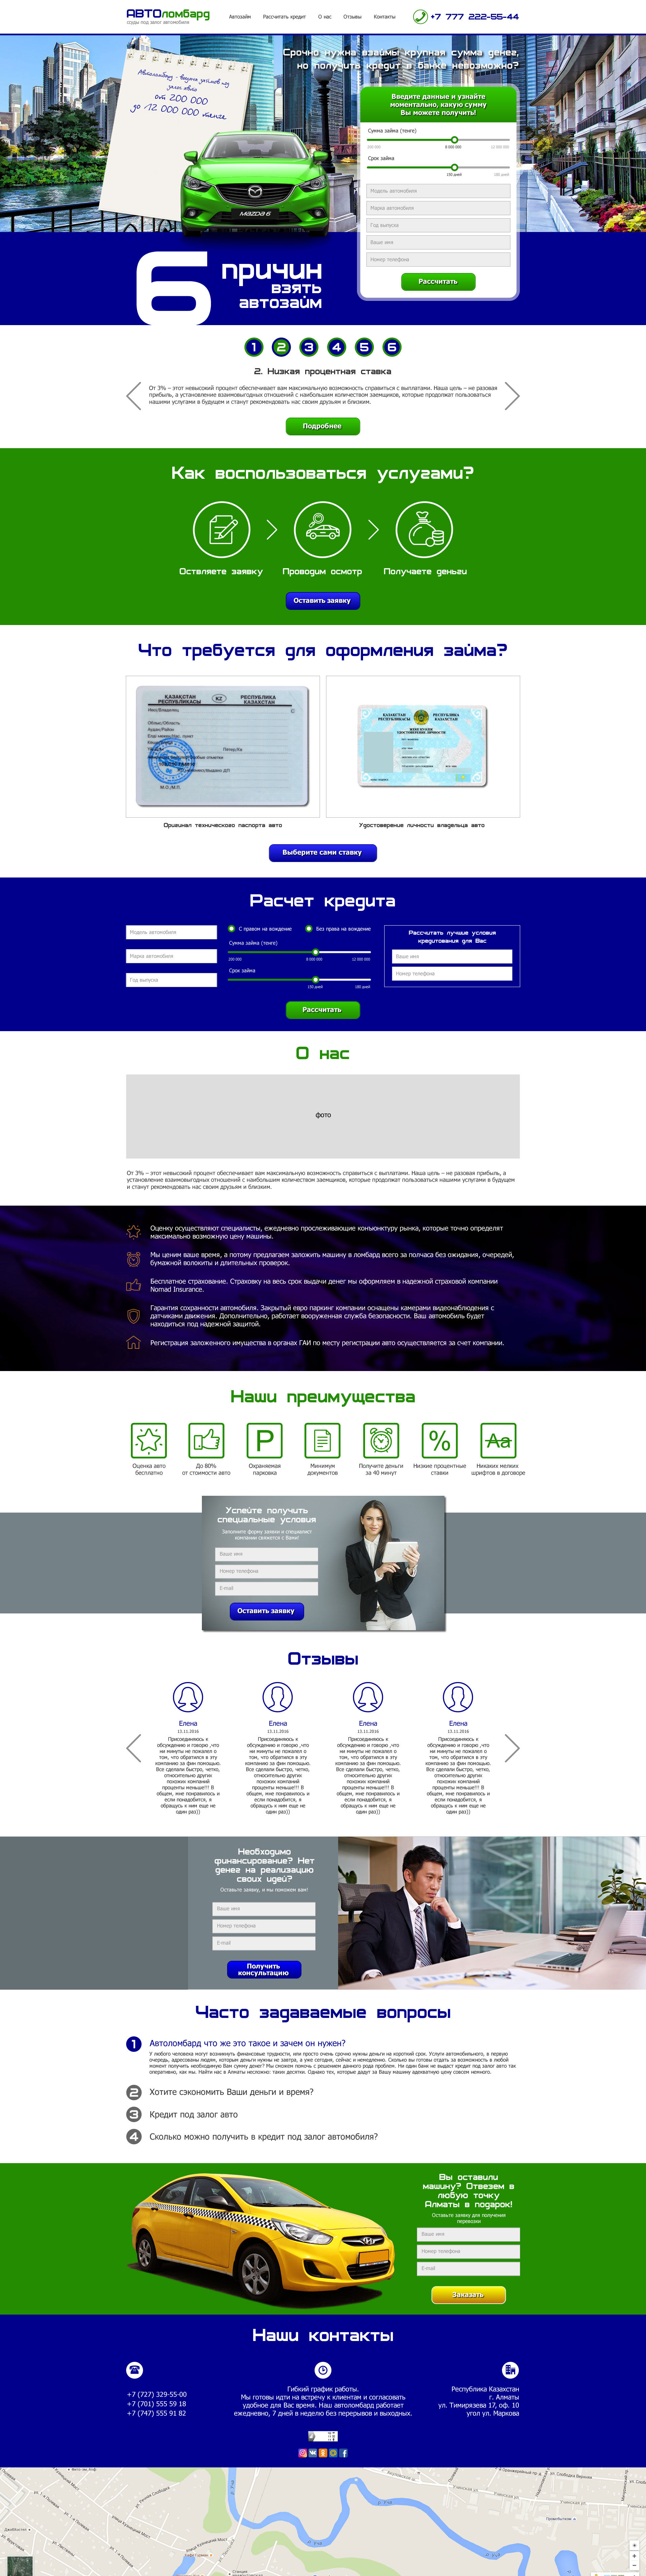 АВТОломбард
ссуды под залог автомобиля
Автозайм Рассчитать кредит О нас Отзывы Контакты
+7 777 222-55-44
Срочно нужна взаймы крупная сумма денег,
но получить кредит в банке невозможно?
Автоломбард - выдача займов под
залог авто
от 200 000
до 12 000 000 тенге
MAZDA 6
Введите данные и узнайте
моментально, какую сумму
Вы можете получить!
Сумма займа (тенге)
200 000 8 000 000 12 000 000
Срок займа
150 дней 180 дней
Модель автомобиля
Марка автомобиля
Год выпуска
Ваше имя
Номер телефона
Рассчитать
6 причин
взять
автозайм
1 2 3 4 5 6
2. Низкая процентная ставка
От 3% – этот невысокий процент обеспечивает вам максимальную возможность справиться с выплатами. Наша цель – не разовая
прибыль, а установление взаимовыгодных отношений с наибольшим количеством заемщиков, которые продолжат пользоваться
нашими услугами в будущем и станут рекомендовать нас своим друзьям и близким.
Подробнее
Как воспользоваться услугами?
Оствляете заявку Проводим осмотр Получаете деньги
Оставить заявку
Что требуется для оформления займа?
ҚАЗАҚСТАН РЕСПУБЛИКАСЫ KZ РЕСПУБЛИКА КАЗАХСТАН
Оригинал технического паспорта авто
Удостоверение личности владельца авто
Выберите сами ставку
Расчет кредита
Модель автомобиля
Марка автомобиля
Год выпуска
С правом на вождение Без права на вождение
Сумма займа (тенге)
200 000 8 000 000 12 000 000
Срок займа
150 дней 180 дней
Рассчитать лучшие условия
кредитования для Вас
Ваше имя
Номер телефона
Рассчитать
О нас
фото
От 3% – этот невысокий процент обеспечивает вам максимальную возможность справиться с выплатами. Наша цель – не разовая прибыль, а
установление взаимовыгодных отношений с наибольшим количеством заемщиков, которые продолжат пользоваться нашими услугами в будущем
и станут рекомендовать нас своим друзьям и близким.
Оценку осуществляют специалисты, ежедневно прослеживающие конъюнктуру рынка, которые точно определят
максимально возможную цену машины.
Мы ценим ваше время, а потому предлагаем заложить машину в ломбард всего за полчаса без ожидания, очередей,
бумажной волокиты и длительных проверок.
Бесплатное страхование. Страховку на весь срок выдачи денег мы оформляем в надежной страховой компании
Nomad Insurance.
Гарантия сохранности автомобиля. Закрытый евро паркинг компании оснащены камерами видеонаблюдения с
датчиками движения. Дополнительно, работает вооруженная служба безопасности. Ваш автомобиль будет
находиться под надежной защитой.
Регистрация заложенного имущества в органах ГАИ по месту регистрации авто осуществляется за счет компании.
Наши преимущества
P % Aa
Оценка авто
бесплатно
До 80%
от стоимости авто
Охраняемая
парковка
Минимум
документов
Получите деньги
за 40 минут
Низкие процентные
ставки
Никаких мелких
шрифтов в договоре
Успейте получить
специальные условия
Заполните форму заявки и специалист
компании свяжется с Вами!
Ваше имя
Номер телефона
E-mail
Оставить заявку
Отзывы
Елена Елена Елена Елена
13.11.2016 13.11.2016 13.11.2016 13.11.2016
Присоединяюсь к
обсуждению и говорю ,что
ни минуты не пожалел о
том, что обратился в эту
компанию за фин помощью.
Все сделали быстро, четко,
относительно других
похожих компаний
проценты меньше!!! В
общем, мне понравилось и
если понадобится, я
обращусь к ним еще не
один раз))
Присоединяюсь к
обсуждению и говорю ,что
ни минуты не пожалел о
том, что обратился в эту
компанию за фин помощью.
Все сделали быстро, четко,
относительно других
похожих компаний
проценты меньше!!! В
общем, мне понравилось и
если понадобится, я
обращусь к ним еще не
один раз))
Присоединяюсь к
обсуждению и говорю ,что
ни минуты не пожалел о
том, что обратился в эту
компанию за фин помощью.
Все сделали быстро, четко,
относительно других
похожих компаний
проценты меньше!!! В
общем, мне понравилось и
если понадобится, я
обращусь к ним еще не
один раз))
Присоединяюсь к
обсуждению и говорю ,что
ни минуты не пожалел о
том, что обратился в эту
компанию за фин помощью.
Все сделали быстро, четко,
относительно других
похожих компаний
проценты меньше!!! В
общем, мне понравилось и
если понадобится, я
обращусь к ним еще не
один раз))
Необходимо
финансирование? Нет
денег на реализацию
своих идей?
Оставьте заявку, и мы поможем вам!
Ваше имя
Номер телефона
E-mail
Получить
консультацию
Часто задаваемые вопросы
1 Автоломбард что же это такое и зачем он нужен?
У любого человека могут возникнуть финансовые трудности, или просто очень срочно нужны деньги на короткий срок. Услуги автомобильного, в первую
очередь, адресованы людям, которым деньги нужны не завтра, а уже сегодня, сейчас и немедленно. Сколько вы готовы отдать за возможность в любой
момент получить необходимую Вам сумму денег? Мы сможем помочь с решением данного рода проблем. Ни один банк не выдаст кредит под залог авто так
оперативно, как мы. Найти нас в Алматы несложно: таких десятки. Однако тех, которые дадут за Вашу машину адекватную цену совсем немного.
2 Хотите сэкономить Ваши деньги и время?
3 Кредит под залог авто
4 Сколько можно получить в кредит под залог автомобиля?
Вы оставили
машину? Отвезем в
любую точку
Алматы в подарок!
Оставьте заявку для получения
перевозки
Ваше имя
Номер телефона
E-mail
Заказать
Наши контакты
+7 (727) 329-55-00
+7 (701) 555 59 18
+7 (747) 555 91 82
Гибкий график работы.
Мы готовы идти на встречу к клиентам и согласовать
удобное для Вас время. Наш автоломбард работает
ежедневно, 7 дней в неделю без перерывов и выходных.
Республика Казахстан
г. Алматы
ул. Тимирязева 17, оф. 10
угол ул. Маркова